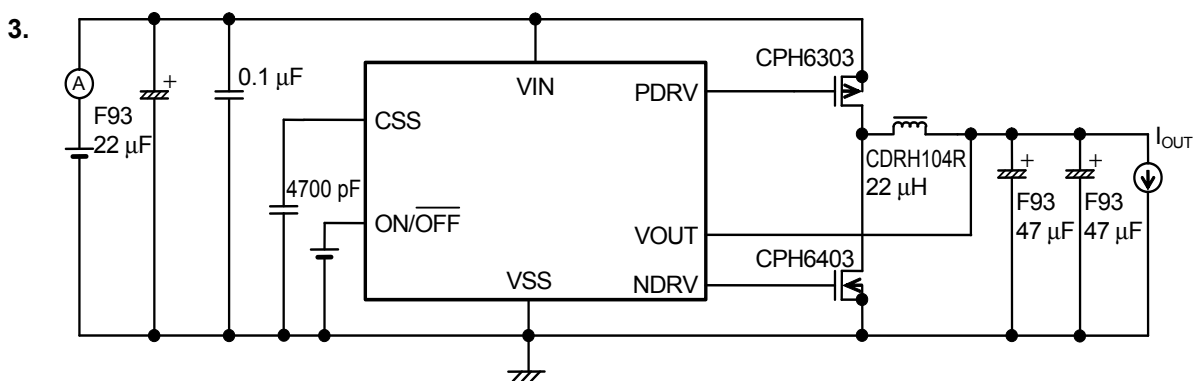 3.
A
F93
22 μF
0.1 μF
4700 pF
VIN
CSS
ON/OFF
VSS
PDRV
VOUT
NDRV
CPH6303
CDRH104R
22 μH
CPH6403
+
+
+
F93
47 μF
F93
47 μF
IOUT